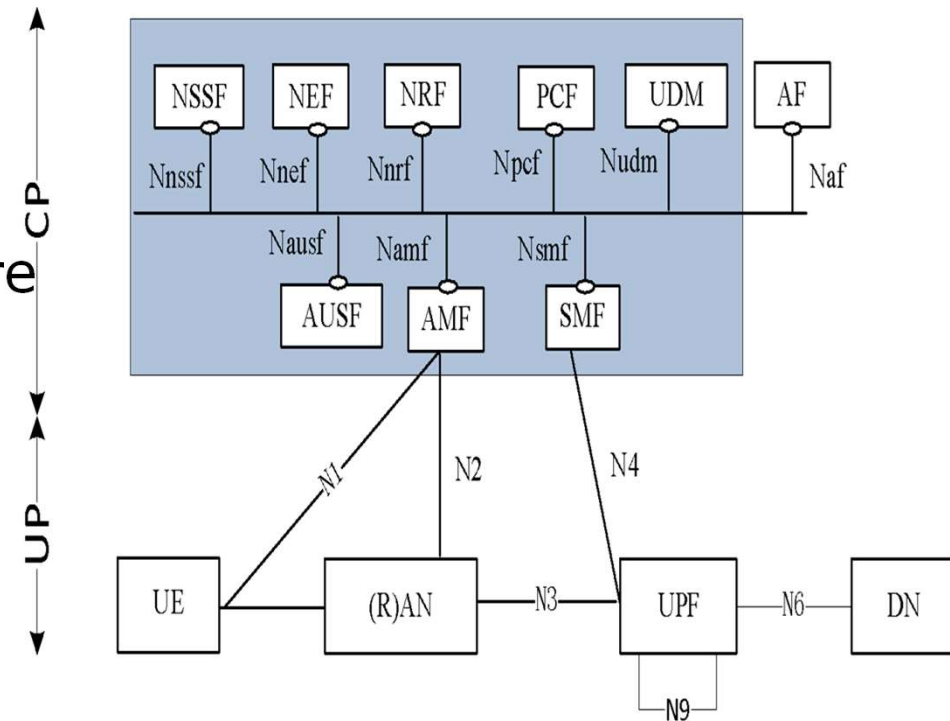 NSSF NEF NRF PCF UDM AF
Nnssf Nnef Nnrf Npcf Nudm Naf
CP
re
Nausf Namf Nsmf
AUSF AMF SMF
N1 N2 N4
UP
UE (R)AN N3 UPF N6 DN
N9